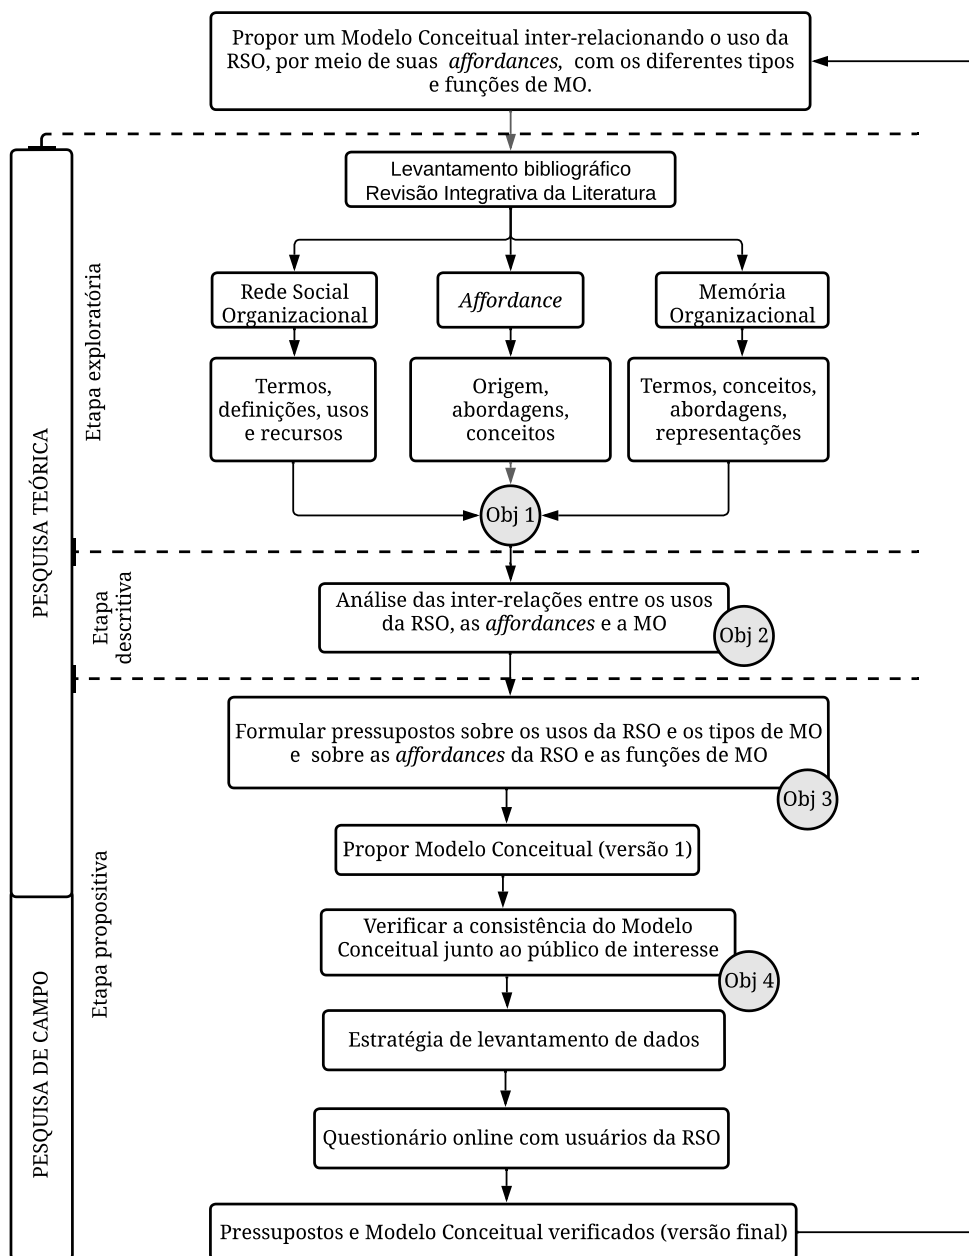 Propor um Modelo Conceitual inter-relacionando o uso da
RSO, por meio de suas affordances, com os diferentes tipos
e funções de MO.
Levantamento bibliográfico
Revisão Integrativa da Literatura
Rede Social
Organizacional
Affordance
Memória
Organizacional
Termos,
definições, usos
e recursos
Origem,
abordagens,
conceitos
Termos, conceitos,
abordagens,
representações
Obj 1
Etapa exploratória
PESQUISA TEÓRICA
Análise das inter-relações entre os usos
da RSO, as affordances e a MO
Obj 2
Etapa
descritiva
Formular pressupostos sobre os usos da RSO e os tipos de MO
e sobre as affordances da RSO e as funções de MO
Obj 3
Propor Modelo Conceitual (versão 1)
Verificar a consistência do Modelo
Conceitual junto ao público de interesse
Obj 4
Etapa propositiva
Estratégia de levantamento de dados
Questionário online com usuários da RSO
PESQUISA DE CAMPO
Pressupostos e Modelo Conceitual verificados (versão final)